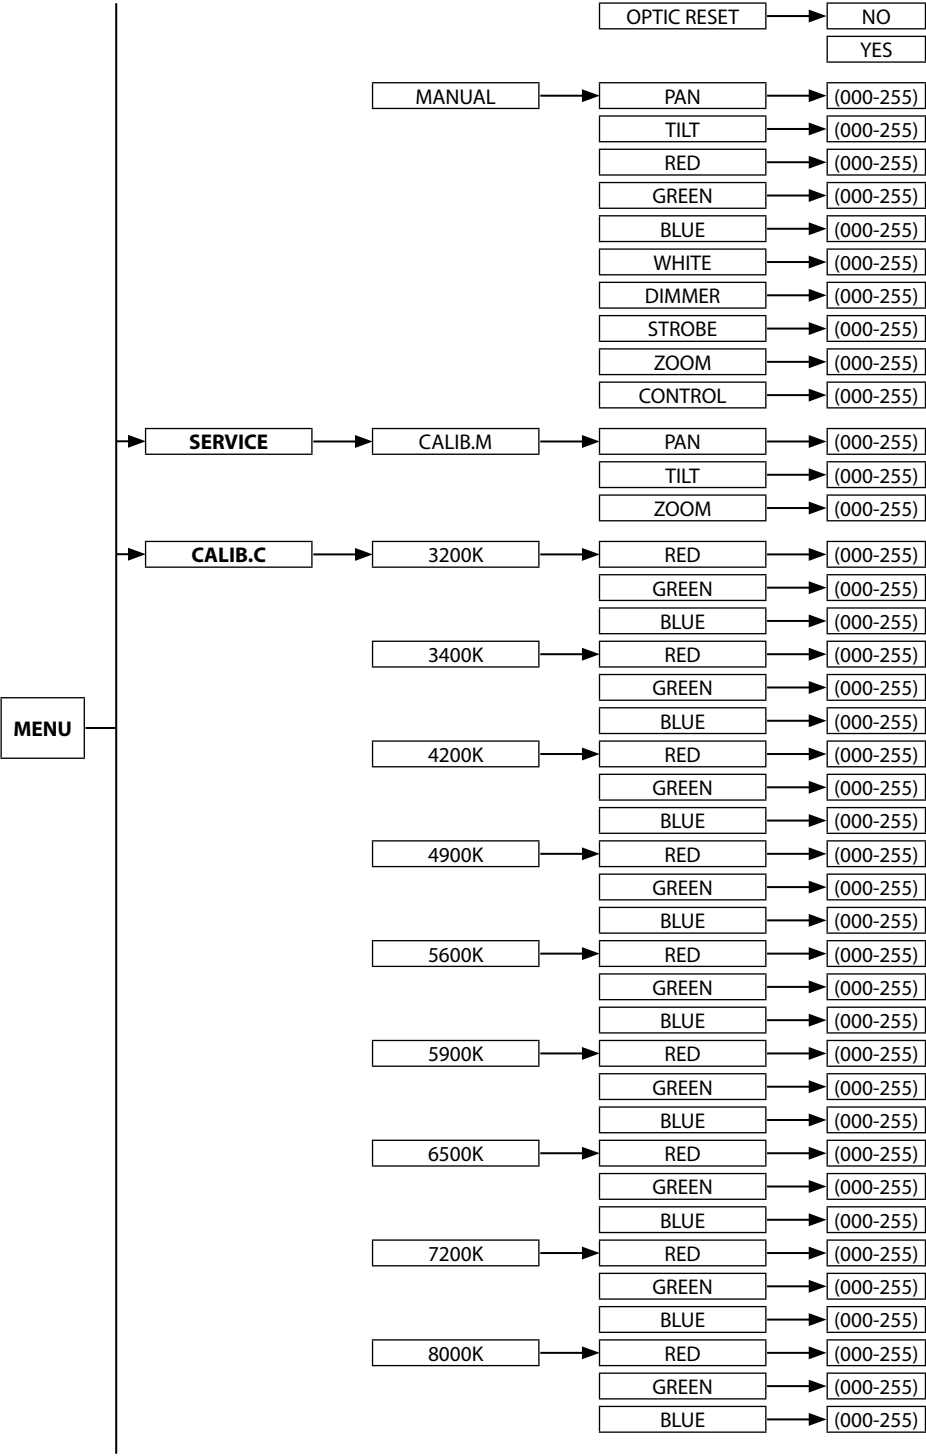 OPTIC RESET NO
YES
MANUAL PAN (000-255)
TILT (000-255)
RED (000-255)
GREEN (000-255)
BLUE (000-255)
WHITE (000-255)
DIMMER (000-255)
STROBE (000-255)
ZOOM (000-255)
CONTROL (000-255)
SERVICE CALIB.M PAN (000-255)
TILT (000-255)
ZOOM (000-255)
CALIB.C 3200K RED (000-255)
GREEN (000-255)
BLUE (000-255)
3400K RED (000-255)
GREEN (000-255)
MENU
BLUE (000-255)
4200K RED (000-255)
GREEN (000-255)
BLUE (000-255)
4900K RED (000-255)
GREEN (000-255)
BLUE (000-255)
5600K RED (000-255)
GREEN (000-255)
BLUE (000-255)
5900K RED (000-255)
GREEN (000-255)
BLUE (000-255)
6500K RED (000-255)
GREEN (000-255)
BLUE (000-255)
7200K RED (000-255)
GREEN (000-255)
BLUE (000-255)
8000K RED (000-255)
GREEN (000-255)
BLUE (000-255)